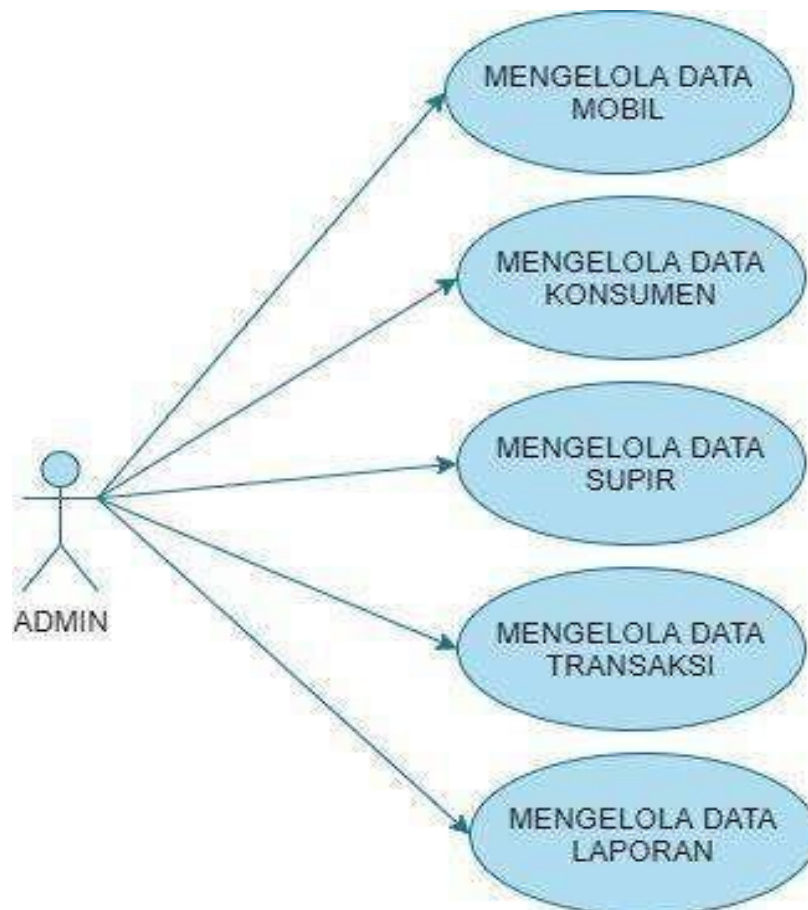 MENGELOLA DATA
MOBIL
MENGELOLA DATA
KONSUMEN
MENGELOLA DATA
SUPIR
ADMIN
MENGELOLA DATA
TRANSAKSI
MENGELOLA DATA
LAPORAN